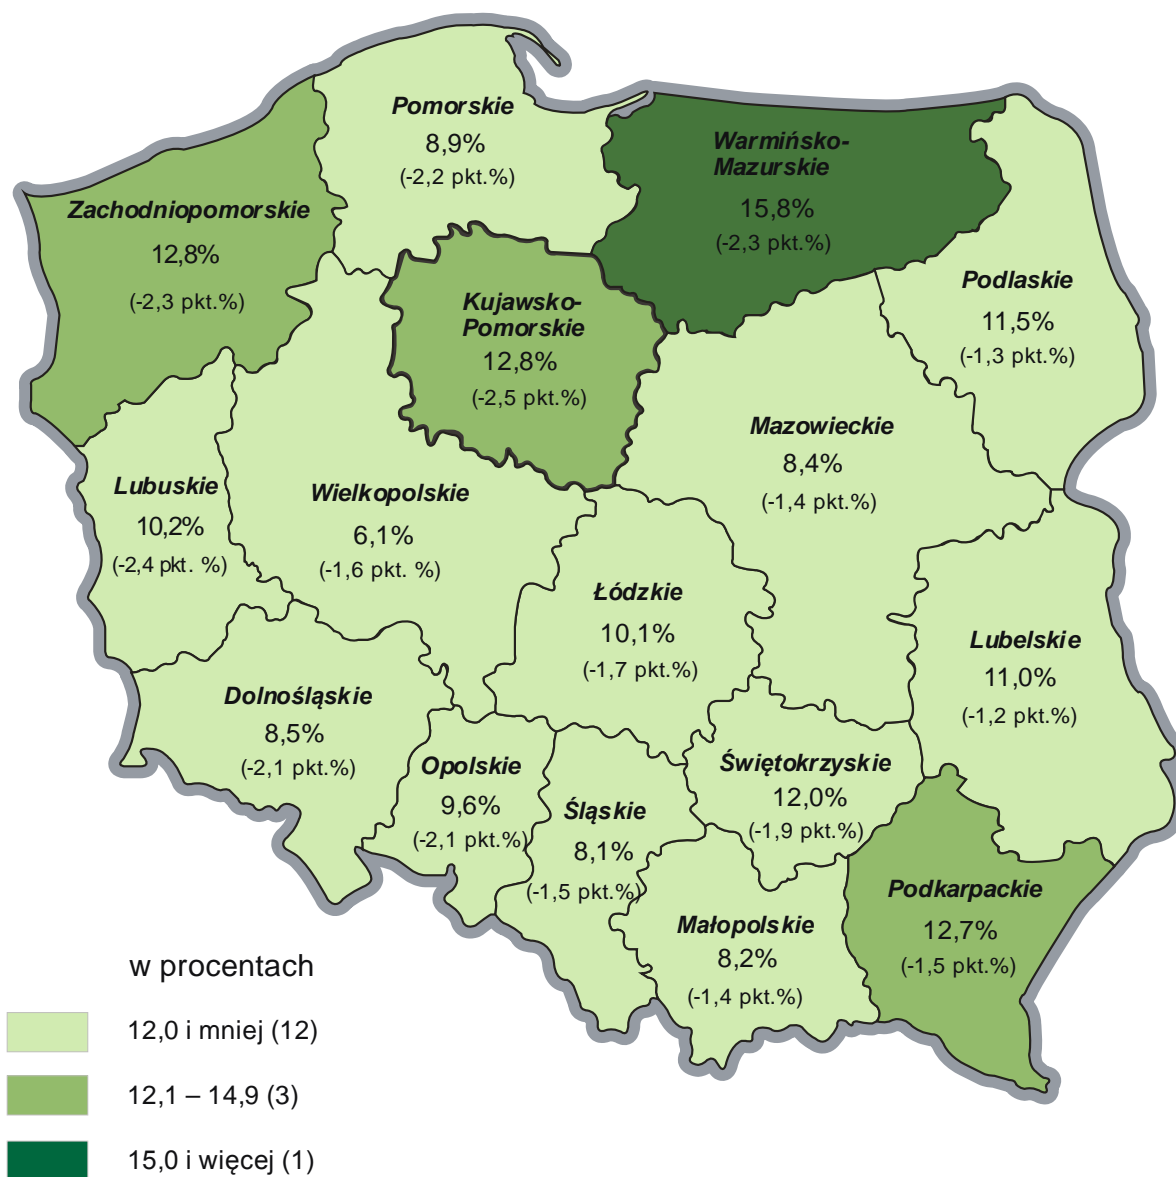 Pomorskie
8,9%
(-2,2 pkt.%)
Warmińsko-
Mazurskie
15,8%
(-2,3 pkt.%)
Zachodniopomorskie
12,8%
(-2,3 pkt.%)
Kujawsko-
Pomorskie
12,8%
(-2,5 pkt.%)
Podlaskie
11,5%
(-1,3 pkt.%)
Mazowieckie
8,4%
(-1,4 pkt.%)
Lubuskie
10,2%
(-2,4 pkt. %)
Wielkopolskie
6,1%
(-1,6 pkt. %)
Łódzkie
10,1%
(-1,7 pkt.%)
Lubelskie
11,0%
(-1,2 pkt.%)
Dolnośląskie
8,5%
(-2,1 pkt.%)
Opolskie
9,6%
(-2,1 pkt.%)
Śląskie
8,1%
(-1,5 pkt.%)
Świętokrzyskie
12,0%
(-1,9 pkt.%)
Małopolskie
8,2%
(-1,4 pkt.%)
Podkarpackie
12,7%
(-1,5 pkt.%)
w procentach
12,0 i mniej (12)
12,1 – 14,9 (3)
15,0 i więcej (1)